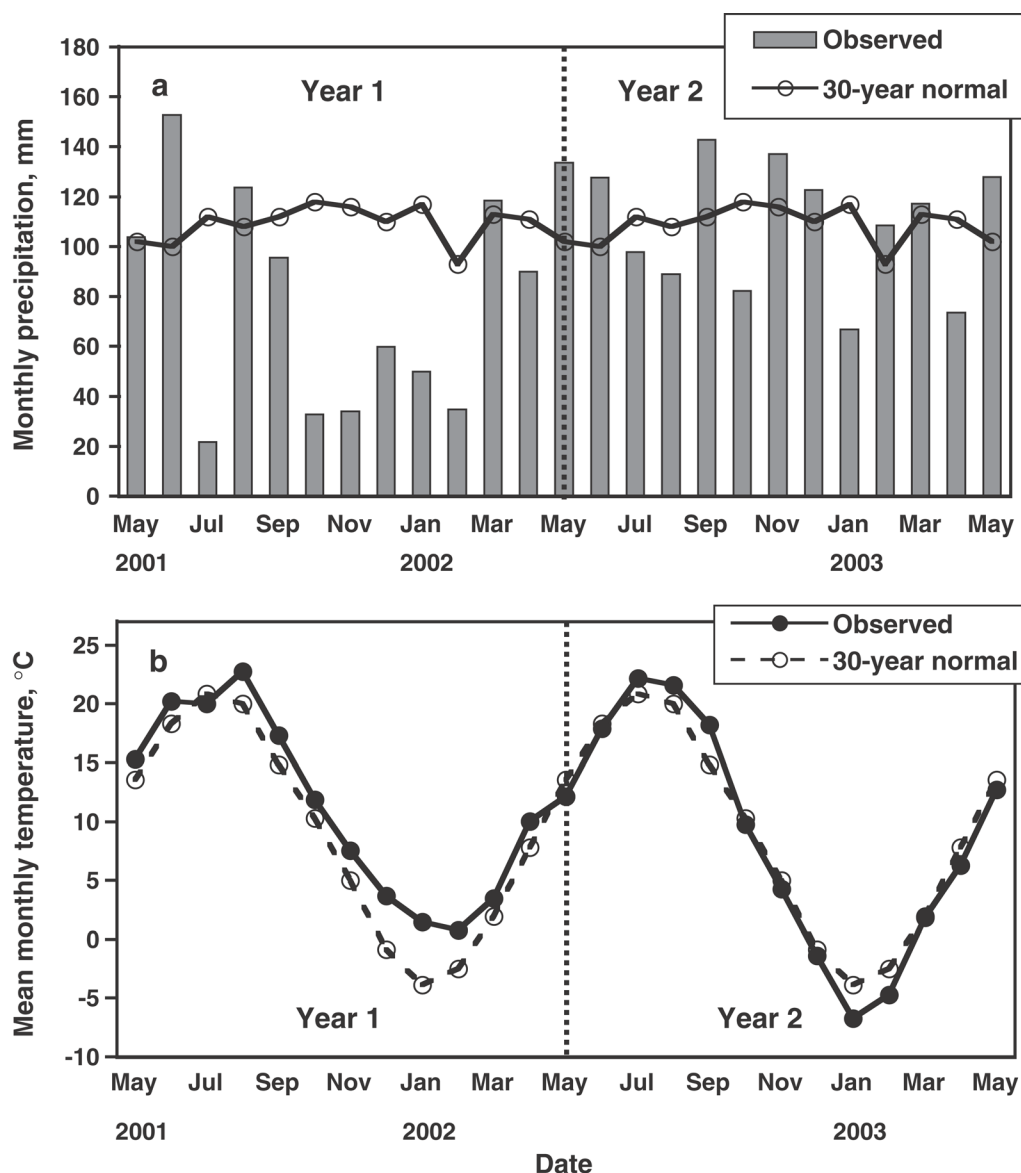 Observed
30-year normal
a
Year 1
Year 2
Monthly precipitation, mm
180
160
140
120
100
80
60
40
20
0
May Jul Sep Nov Jan Mar May Jul Sep Nov Jan Mar May
2001 2002 2003
Observed
30-year normal
b
Mean monthly temperature, °C
25
20
15
10
5
0
-5
-10
Year 1
Year 2
May Jul Sep Nov Jan Mar May Jul Sep Nov Jan Mar May
2001 2002 2003
Date